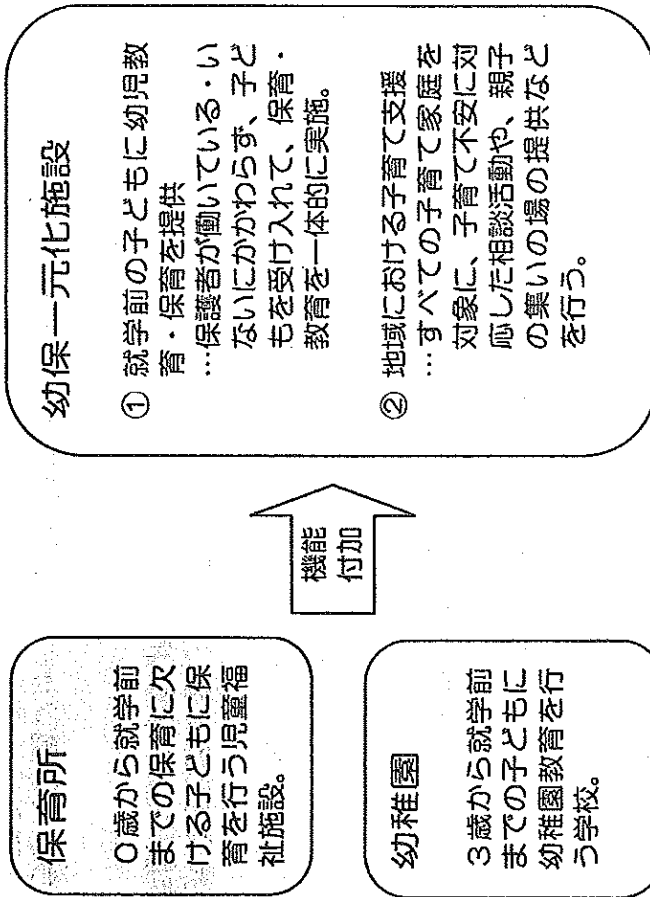 保育所
０歳から就学前
までの保育に欠
ける子どもに保
育を行う児童福
祉施設。
幼稚園
３歳から就学前
までの子どもに
幼稚園教育を行
う学校。
機能
付加
幼保一元化施設
① 就学前の子どもに幼児教
育・保育を提供
…保護者が働いている・い
ないにかかわらず、子ど
もを受け入れて、保育・
教育を一体的に実施。
② 地域における子育て支援
…すべての子育て家庭を
対象に、子育て不安に対
応した相談活動や、親子
の集いの場の提供など
を行う。